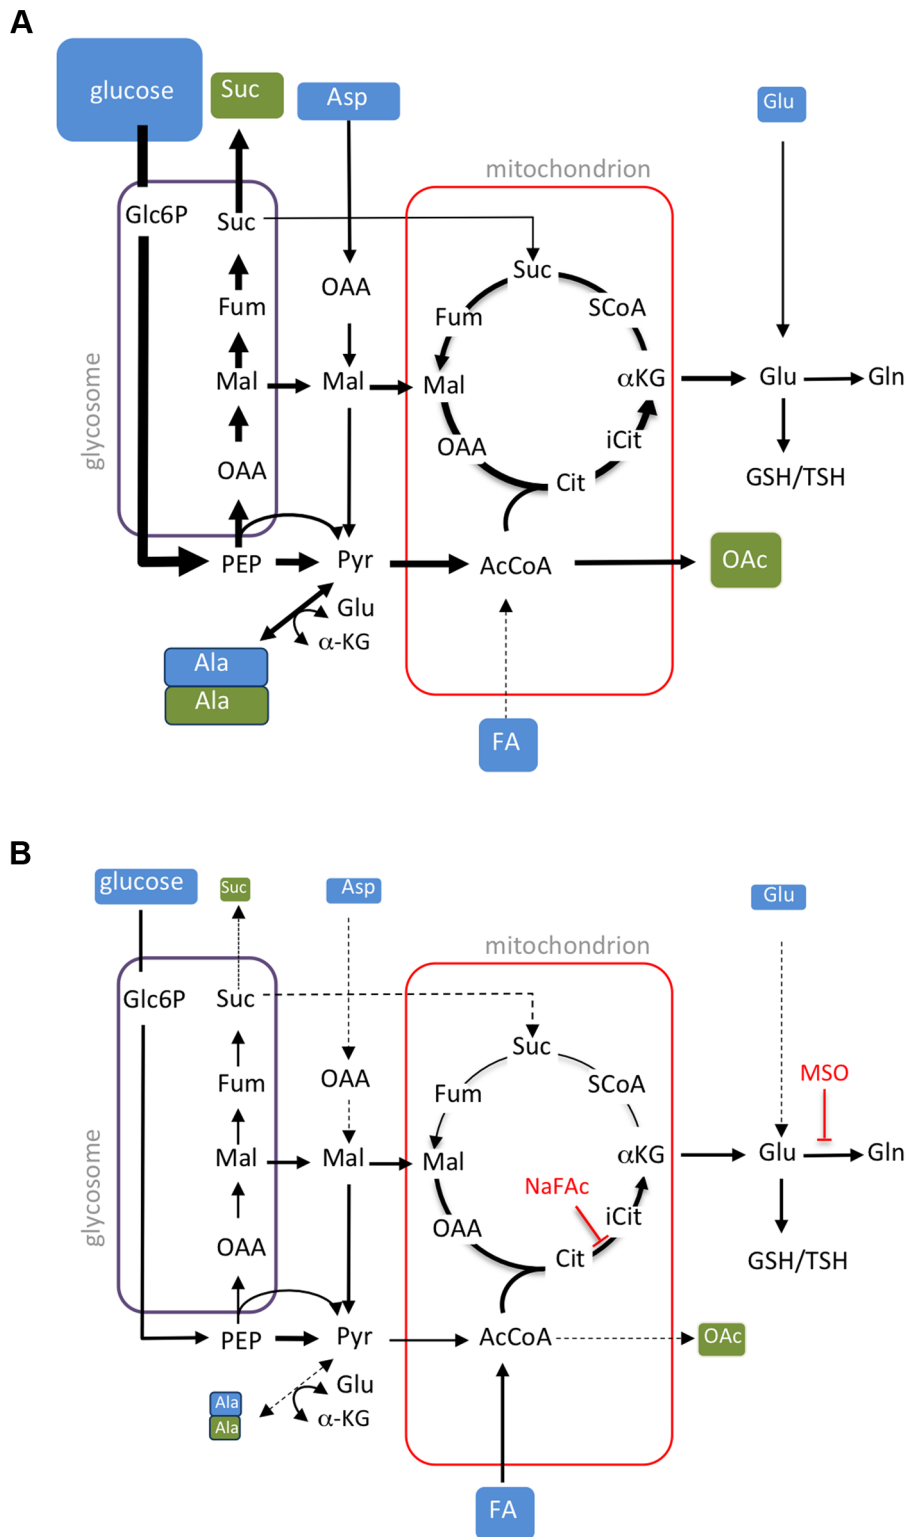 A
glucose
Suc
Asp
Glu
mitochondrion
Glc6P
Suc
Suc
OAA
Fum
Fum
SCoA
glycosome
Mal
Mal
Mal
αKG
Glu
Gln
OAA
OAA
iCit
Cit
GSH/TSH
PEP
Pyr
AcCoA
OAc
Glu
α-KG
Ala
Ala
FA
B
glucose
Suc
Asp
Glu
mitochondrion
Glc6P
Suc
Suc
OAA
MSO
Fum
Fum
SCoA
glycosome
Mal
Mal
Mal
αKG
Glu
Gln
NaFAc
OAA
OAA
iCit
Cit
GSH/TSH
PEP
Pyr
AcCoA
OAc
Glu
α-KG
Ala
Ala
FA